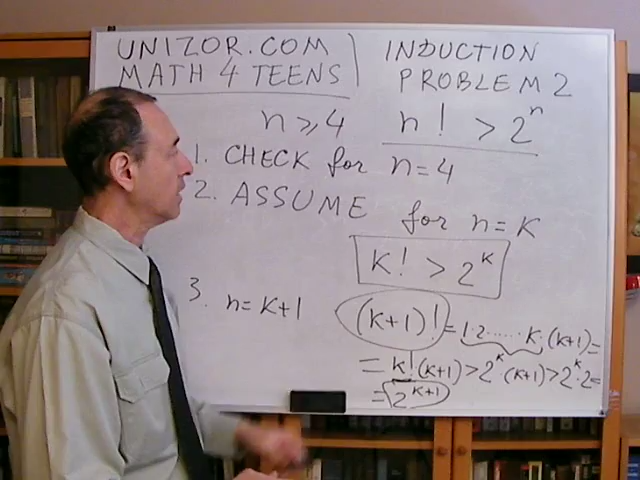 UNIZOR.COM
MATH 4 TEENS
INDUCTION
PROBLEM 2
n ⩾ 4
n! > 2^n
1. CHECK for n=4
2. ASSUME for n=K
K! > 2^K
3. n=K+1
(K+1)! = 1·2·.....·K·(K+1)=
= K!(K+1)>2^K(K+1)>2^K·2=
= 2^(K+1)